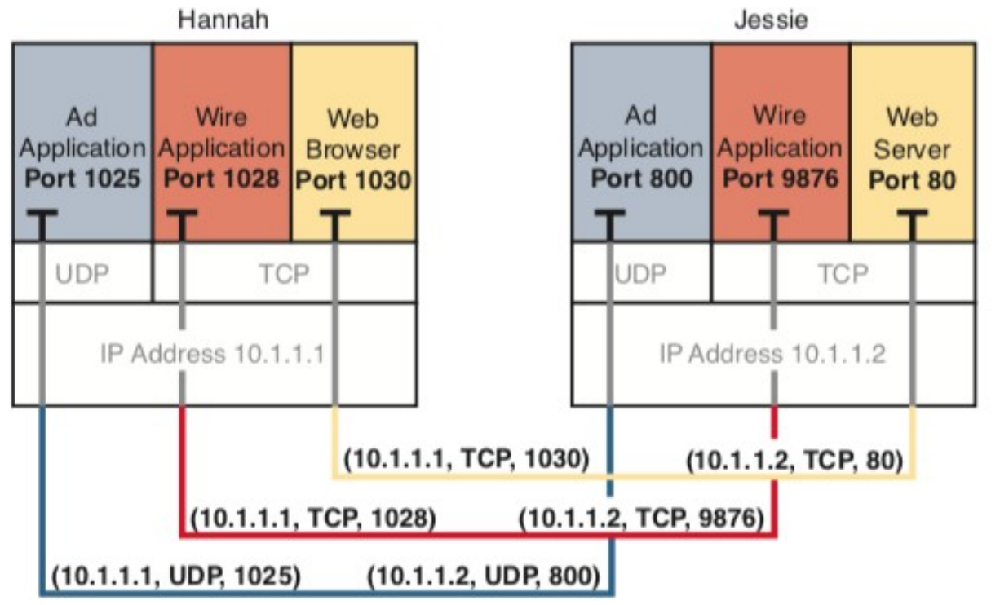 Hannah
Jessie
Ad
Application
Port 1025
Wire
Application
Port 1028
Web
Browser
Port 1030
Ad
Application
Port 800
Wire
Application
Port 9876
Web
Server
Port 80
UDP
TCP
UDP
TCP
IP Address 10.1.1.1
IP Address 10.1.1.2
(10.1.1.1, TCP, 1030)
(10.1.1.2, TCP, 80)
(10.1.1.1, TCP, 1028)
(10.1.1.2, TCP, 9876)
(10.1.1.1, UDP, 1025)
(10.1.1.2, UDP, 800)